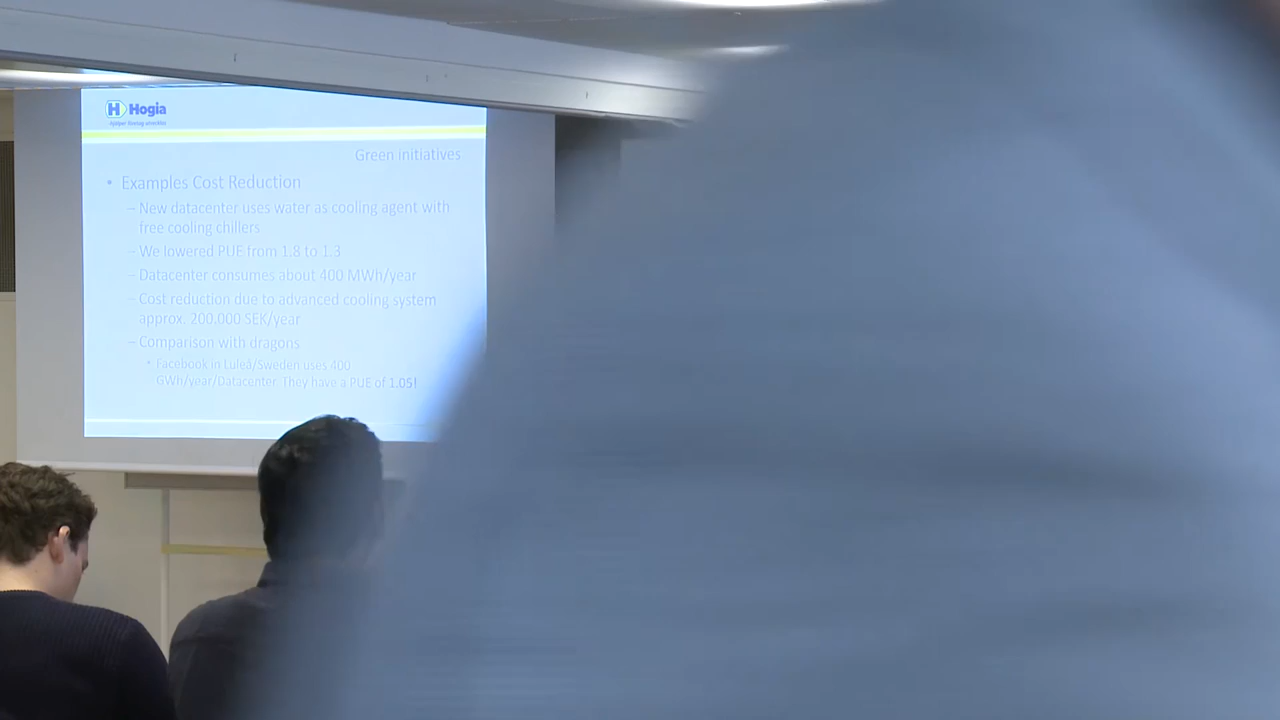 H Hogia
hjälper företag utvecklas
Green initiatives
• Examples Cost Reduction
– New datacenter uses water as cooling agent with
free cooling chillers
– We lowered PUE from 1.8 to 1.3
– Datacenter consumes about 400 MWh/year
– Cost reduction due to advanced cooling system
approx. 200.000 SEK/year
– Comparison with dragons
• Facebook in Luleå/Sweden uses 400
GWh/year/Datacenter. They have a PUE of 1.05!